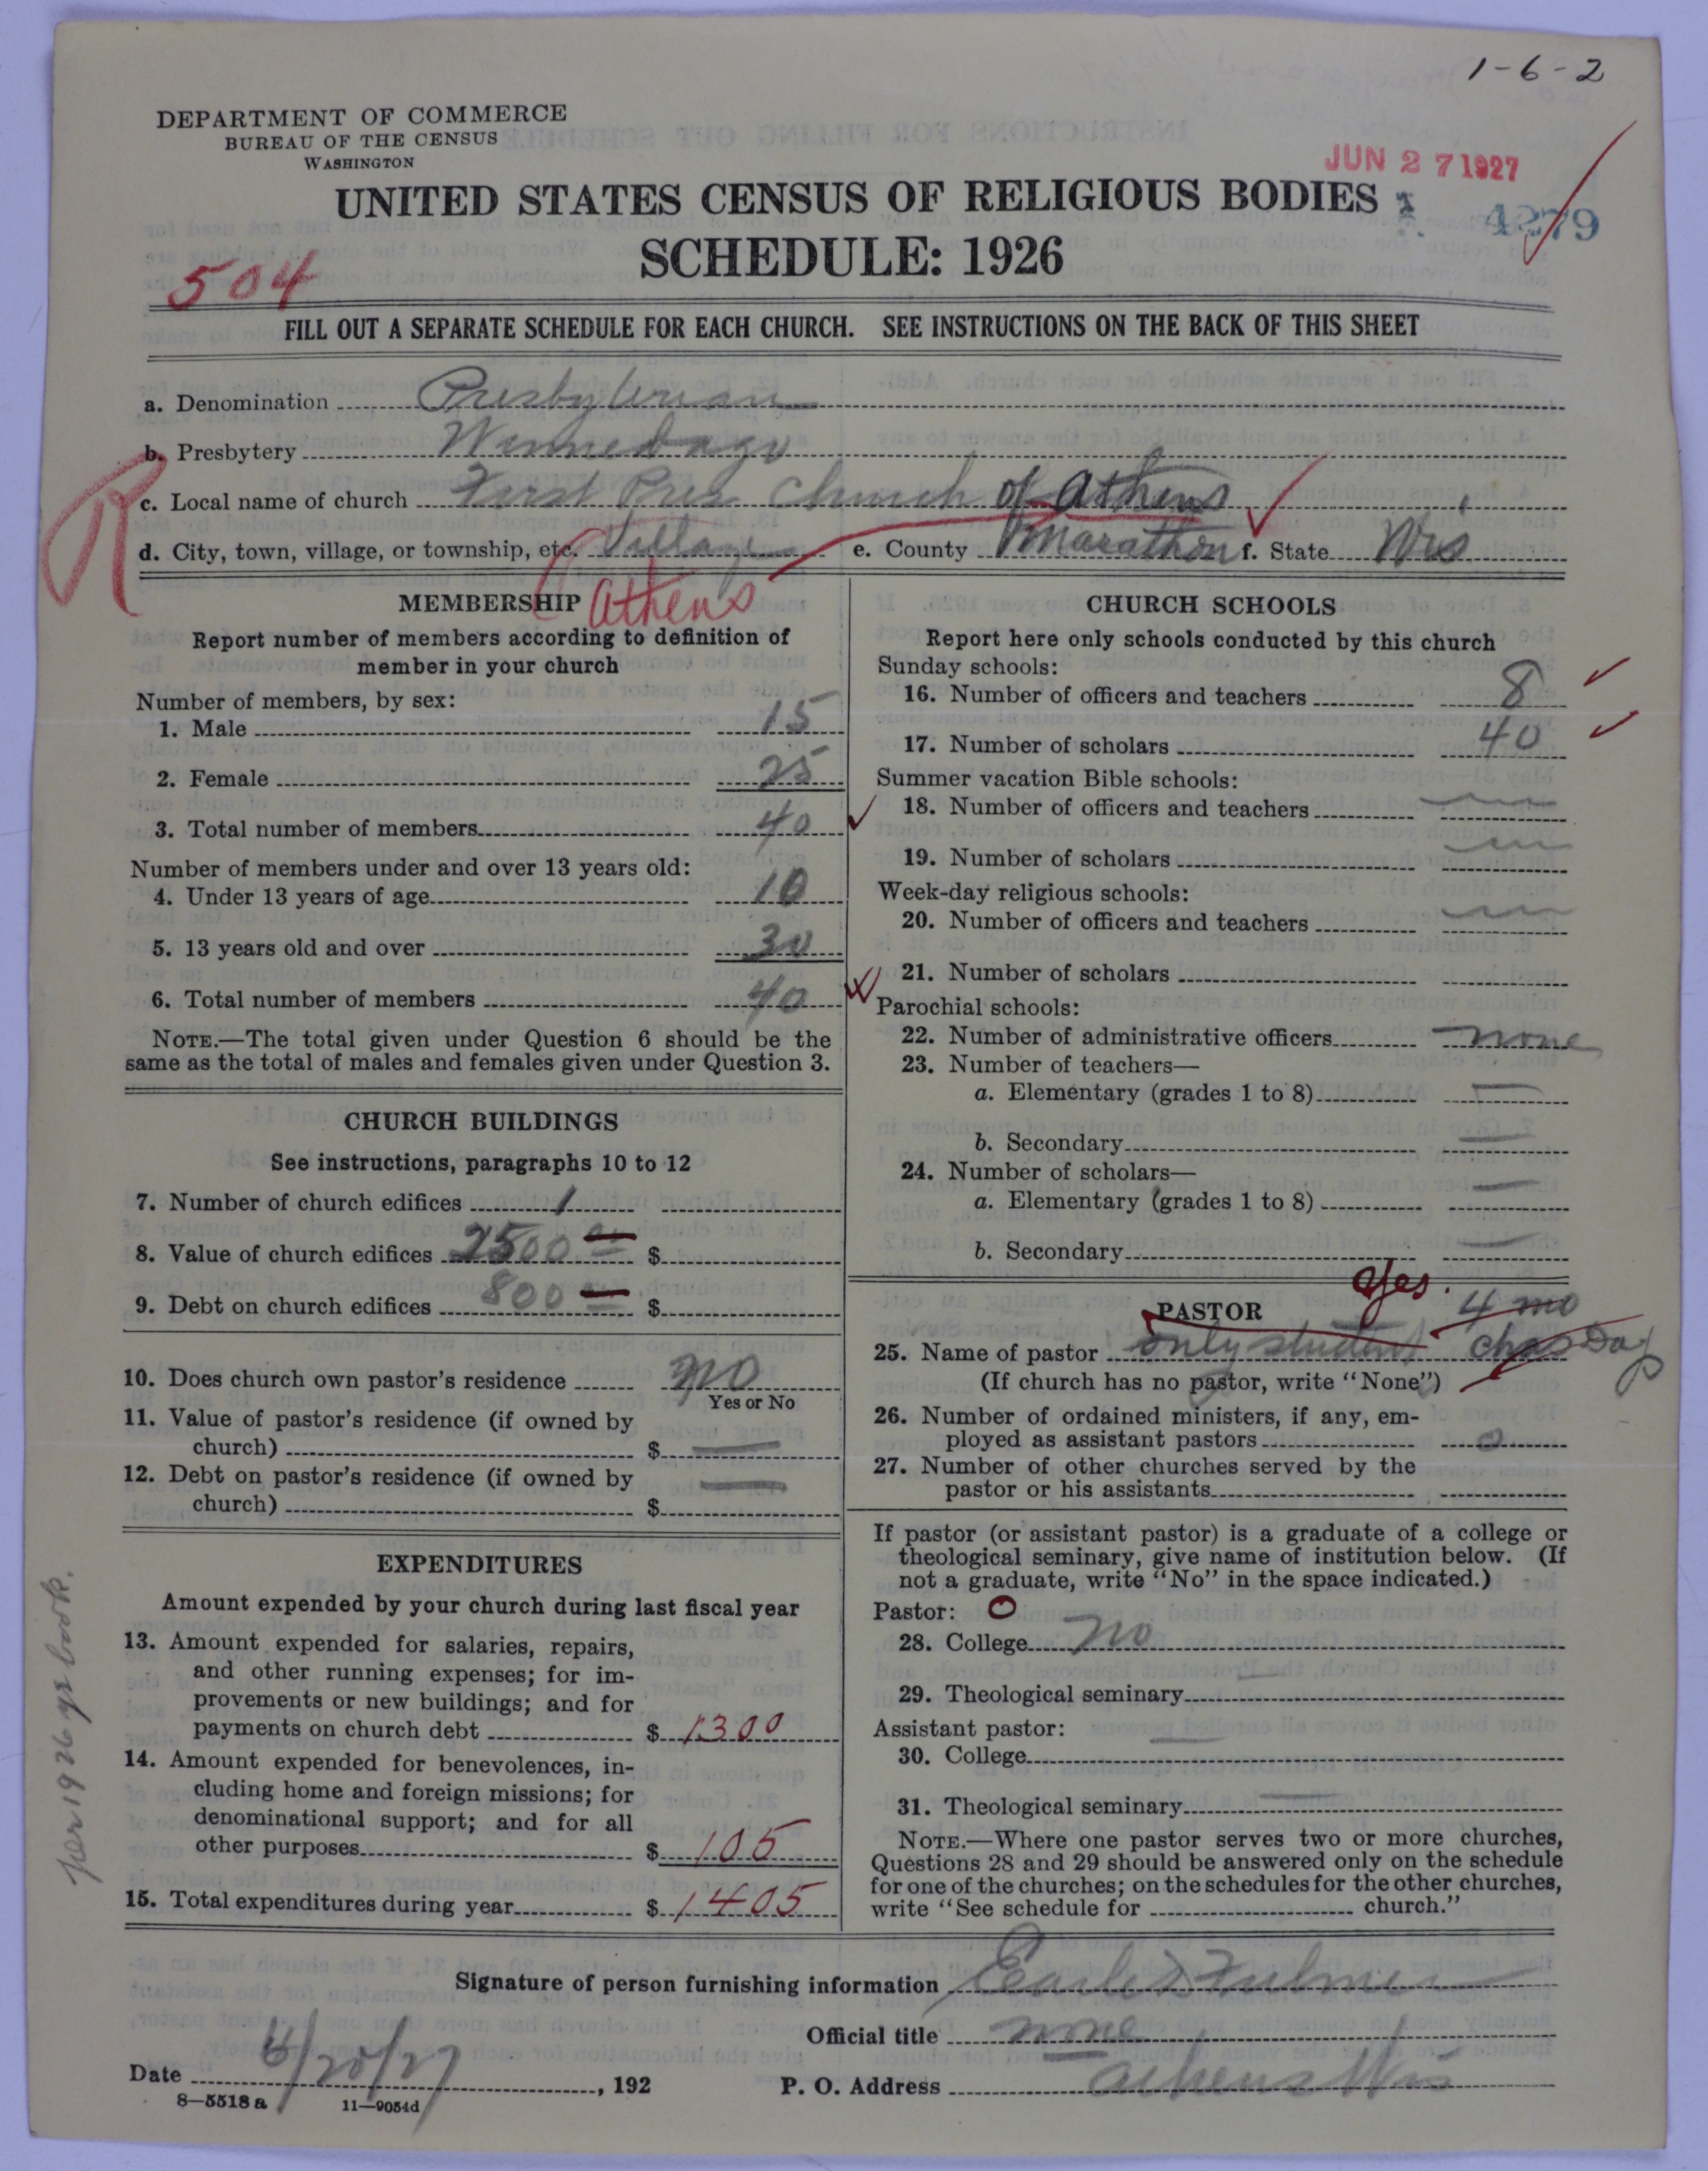 1-6-2
DEPARTMENT OF COMMERCE
BUREAU OF THE CENSUS
WASHINGTON
JUN 27 1927
UNITED STATES CENSUS OF RELIGIOUS BODIES
4279
SCHEDULE: 1926
504
FILL OUT A SEPARATE SCHEDULE FOR EACH CHURCH. SEE INSTRUCTIONS ON THE BACK OF THIS SHEET
a. Denomination Presbyterian
b. Presbytery Winnebago
R
c. Local name of church First Pres Church of Athens
d. City, town, village, or township, etc. Village e. County Marathon f. State Wis
Athens
MEMBERSHIP
Report number of members according to definition of
member in your church
Number of members, by sex:
1. Male 15
2. Female 25
3. Total number of members 40
Number of members under and over 13 years old:
4. Under 13 years of age 10
5. 13 years old and over 30
6. Total number of members 40
NOTE.—The total given under Question 6 should be the
same as the total of males and females given under Question 3.
CHURCH BUILDINGS
See instructions, paragraphs 10 to 12
7. Number of church edifices 1
8. Value of church edifices 2500 $
9. Debt on church edifices 800 $
10. Does church own pastor's residence no
Yes or No
11. Value of pastor's residence (if owned by
church) $ —
12. Debt on pastor's residence (if owned by
church) $ —
EXPENDITURES
Amount expended by your church during last fiscal year
13. Amount expended for salaries, repairs,
and other running expenses; for im-
provements or new buildings; and for
payments on church debt $ 1300
14. Amount expended for benevolences, in-
cluding home and foreign missions; for
denominational support; and for all
other purposes $ 105
15. Total expenditures during year $ 1405
per 1926 yr book.
CHURCH SCHOOLS
Report here only schools conducted by this church
Sunday schools:
16. Number of officers and teachers 8
17. Number of scholars 40
Summer vacation Bible schools:
18. Number of officers and teachers
19. Number of scholars
Week-day religious schools:
20. Number of officers and teachers
21. Number of scholars
Parochial schools:
22. Number of administrative officers none
23. Number of teachers—
a. Elementary (grades 1 to 8) —
b. Secondary —
24. Number of scholars—
a. Elementary (grades 1 to 8) —
b. Secondary —
Yes.
PASTOR 4 mo
25. Name of pastor only student Chas Day
(If church has no pastor, write "None")
26. Number of ordained ministers, if any, em-
ployed as assistant pastors 0
27. Number of other churches served by the
pastor or his assistants
If pastor (or assistant pastor) is a graduate of a college or
theological seminary, give name of institution below. (If
not a graduate, write "No" in the space indicated.)
Pastor: O
28. College no
29. Theological seminary
Assistant pastor:
30. College
31. Theological seminary
NOTE.—Where one pastor serves two or more churches,
Questions 28 and 29 should be answered only on the schedule
for one of the churches; on the schedules for the other churches,
write "See schedule for church."
Signature of person furnishing information Earle Fulmer
Official title none
Date 6/20/27, 192 P. O. Address Athens Wis
8—5518 a 11—9054d